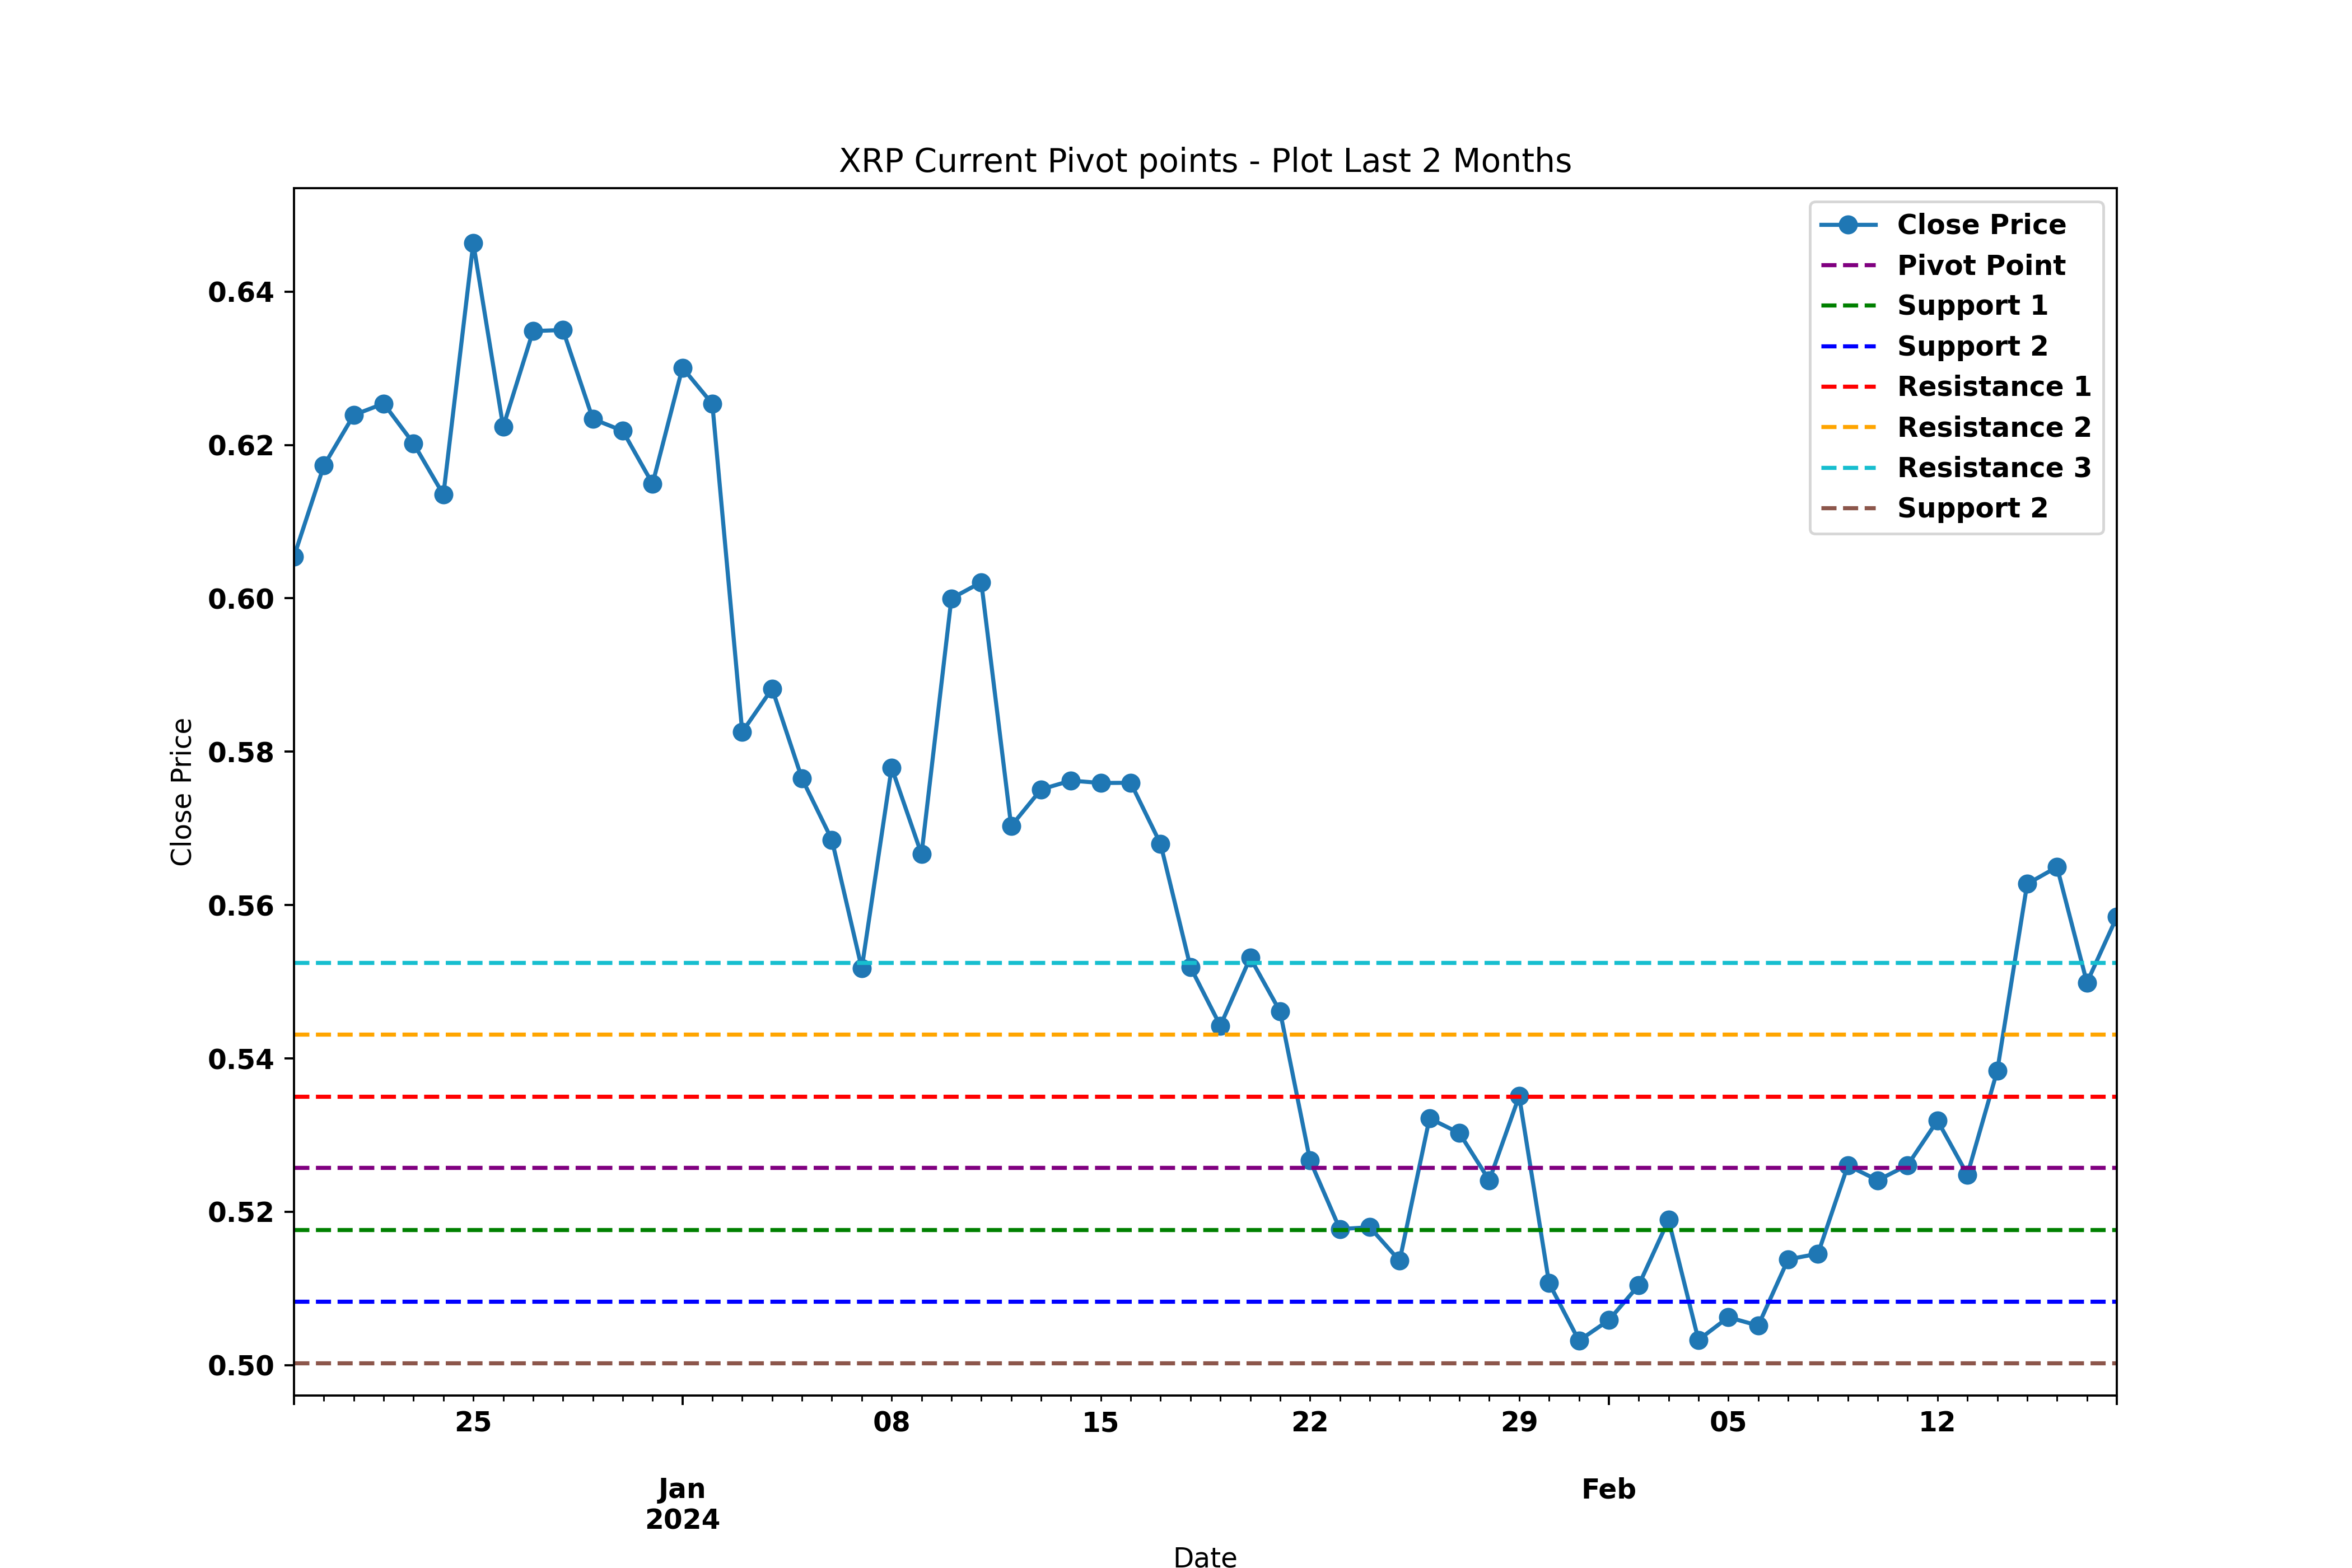 XRP Current Pivot points - Plot Last 2 Months
Close Price
Pivot Point
Support 1
Support 2
Resistance 1
Resistance 2
Resistance 3
Support 2
Close Price
0.64
0.62
0.60
0.58
0.56
0.54
0.52
0.50
25 08 15 22 29 05 12
Jan Feb
2024
Date